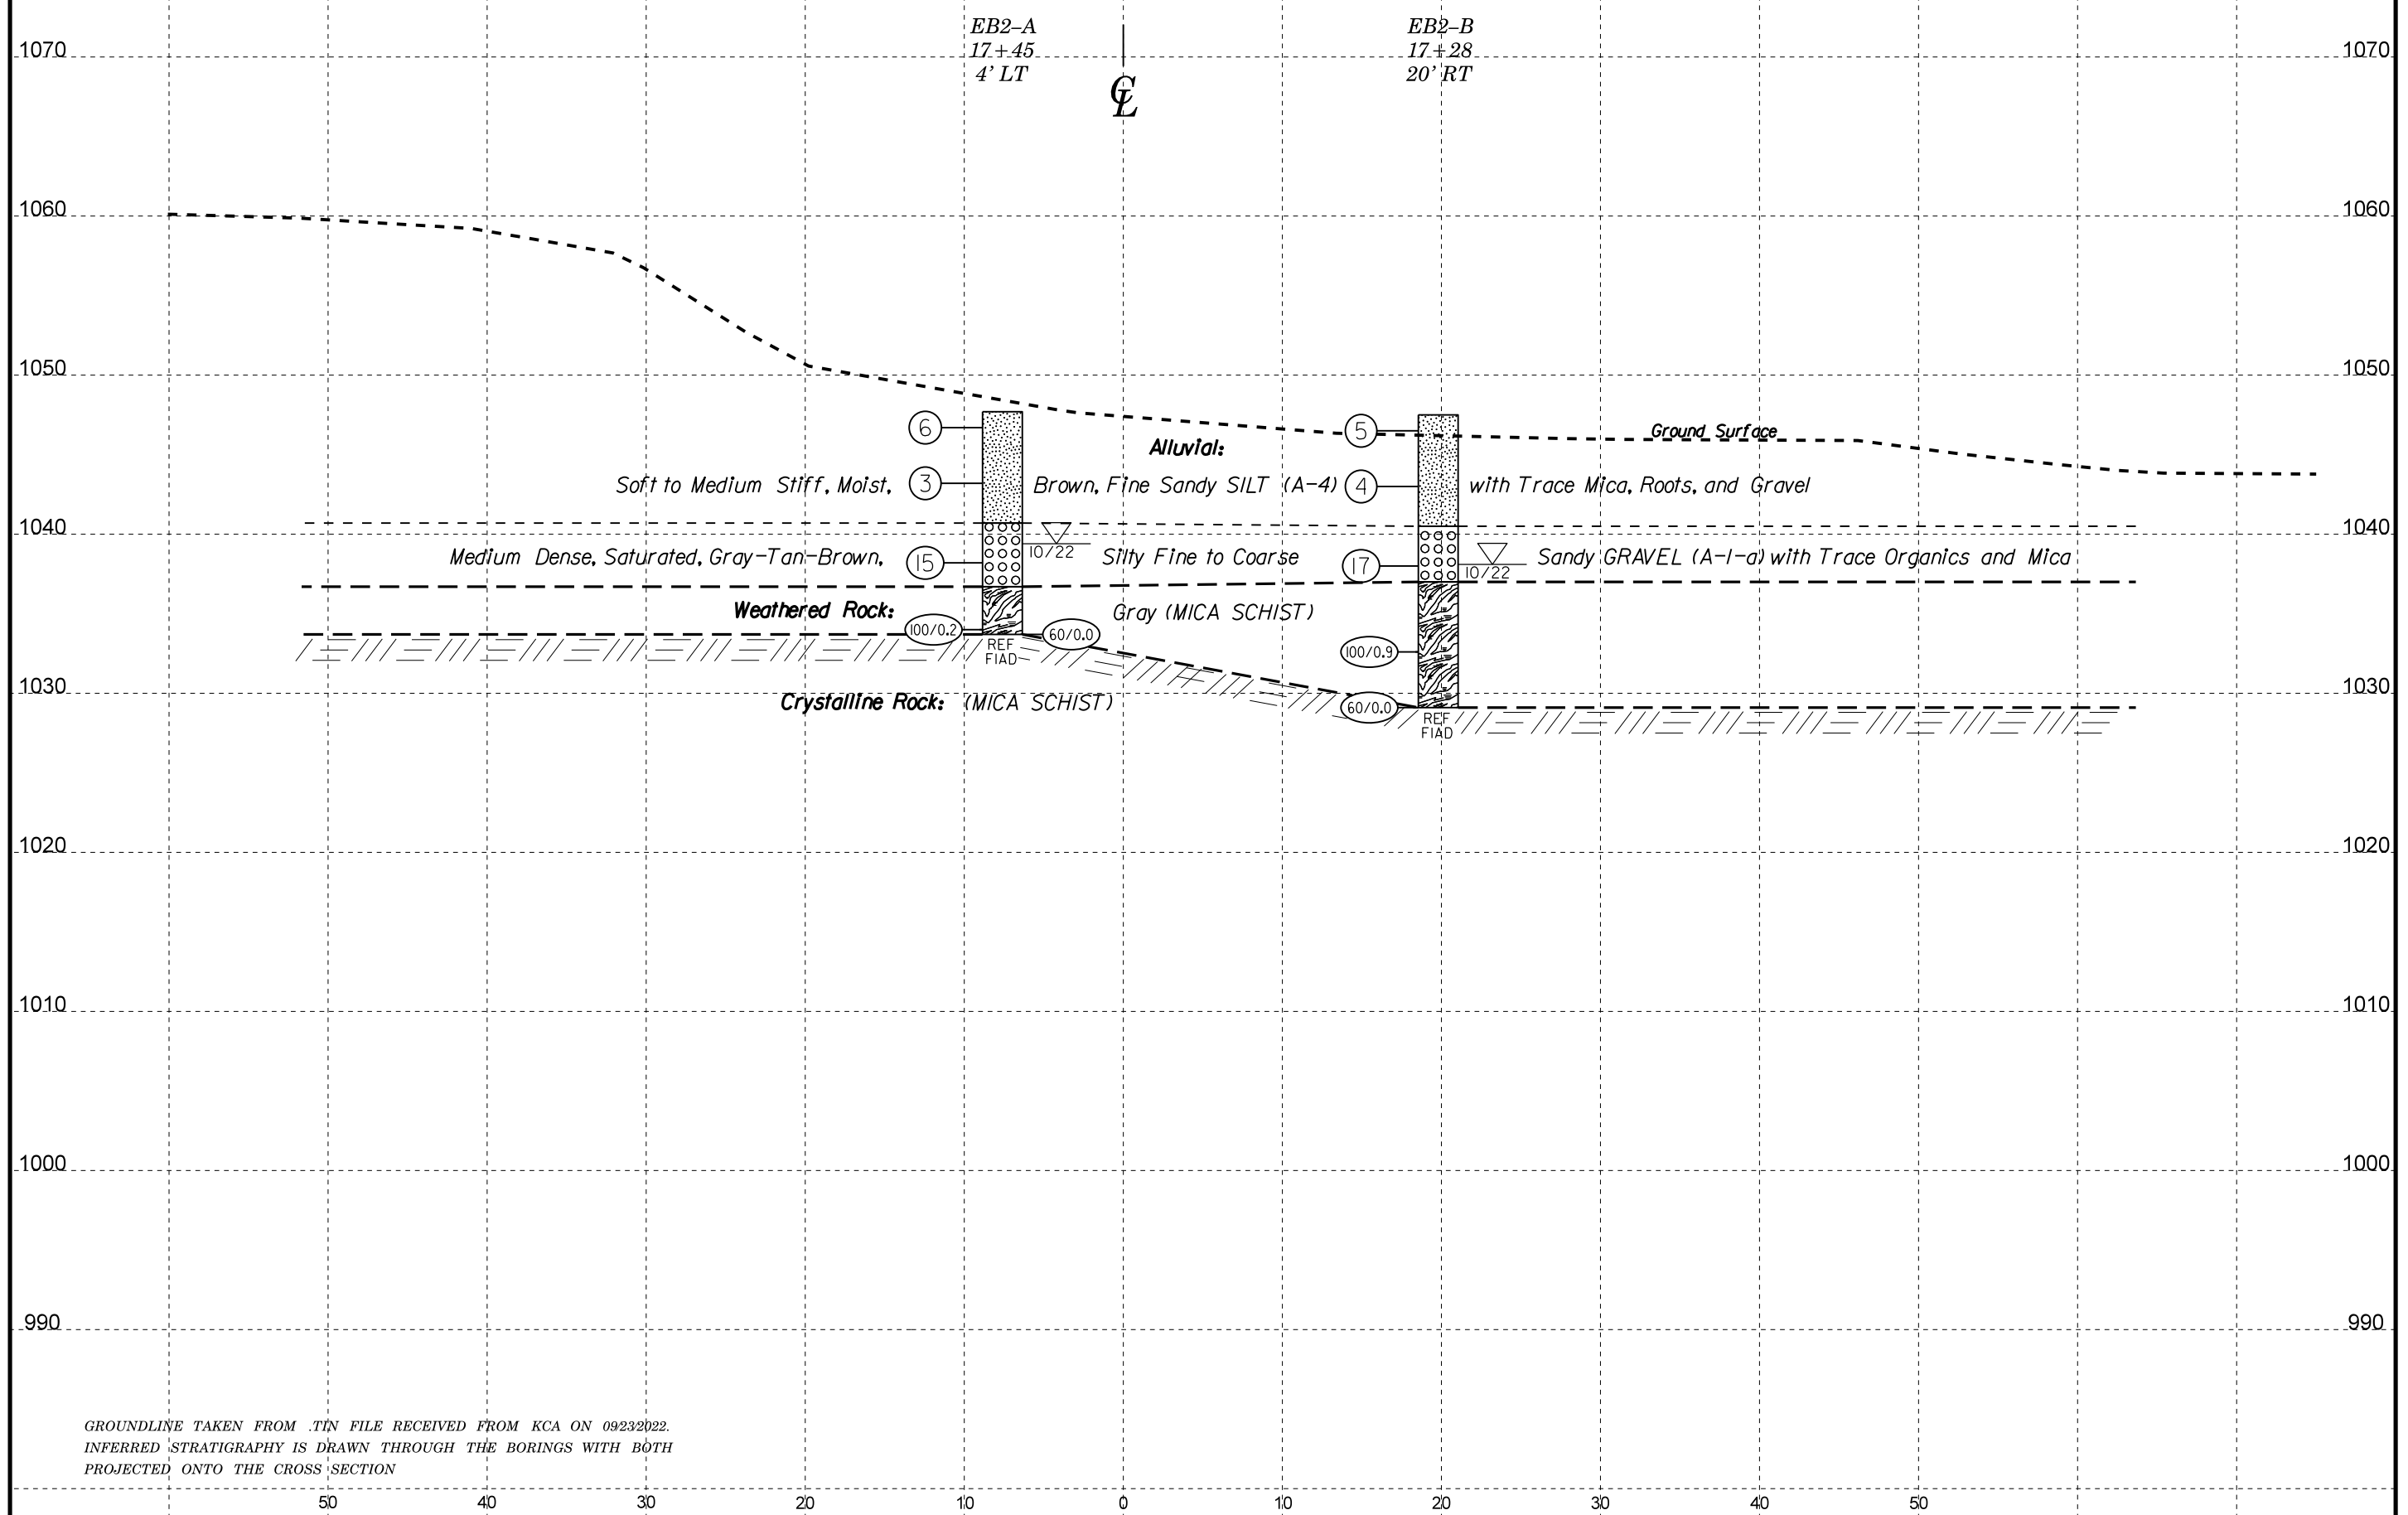 EB2–A
17+45
4' LT
EB2–B
17+28
20' RT
CL
1070 1070
1060 1060
1050 1050
6
5
Ground Surface
Alluvial:
Soft to Medium Stiff, Moist, 3 Brown, Fine Sandy SILT (A-4) 4 with Trace Mica, Roots, and Gravel
1040 1040
10/22
Medium Dense, Saturated, Gray-Tan-Brown, 15 Silty Fine to Coarse 17 Sandy GRAVEL (A-1-a) with Trace Organics and Mica
10/22
Weathered Rock: Gray (MICA SCHIST)
100/0.2 60/0.0
REF
FIAD
100/0.9
1030 1030
Crystalline Rock: (MICA SCHIST)
60/0.0
REF
FIAD
1020 1020
1010 1010
1000 1000
990 990
GROUNDLINE TAKEN FROM .TIN FILE RECEIVED FROM KCA ON 09/23/2022.
INFERRED STRATIGRAPHY IS DRAWN THROUGH THE BORINGS WITH BOTH
PROJECTED ONTO THE CROSS SECTION
50 40 30 20 10 0 10 20 30 40 50